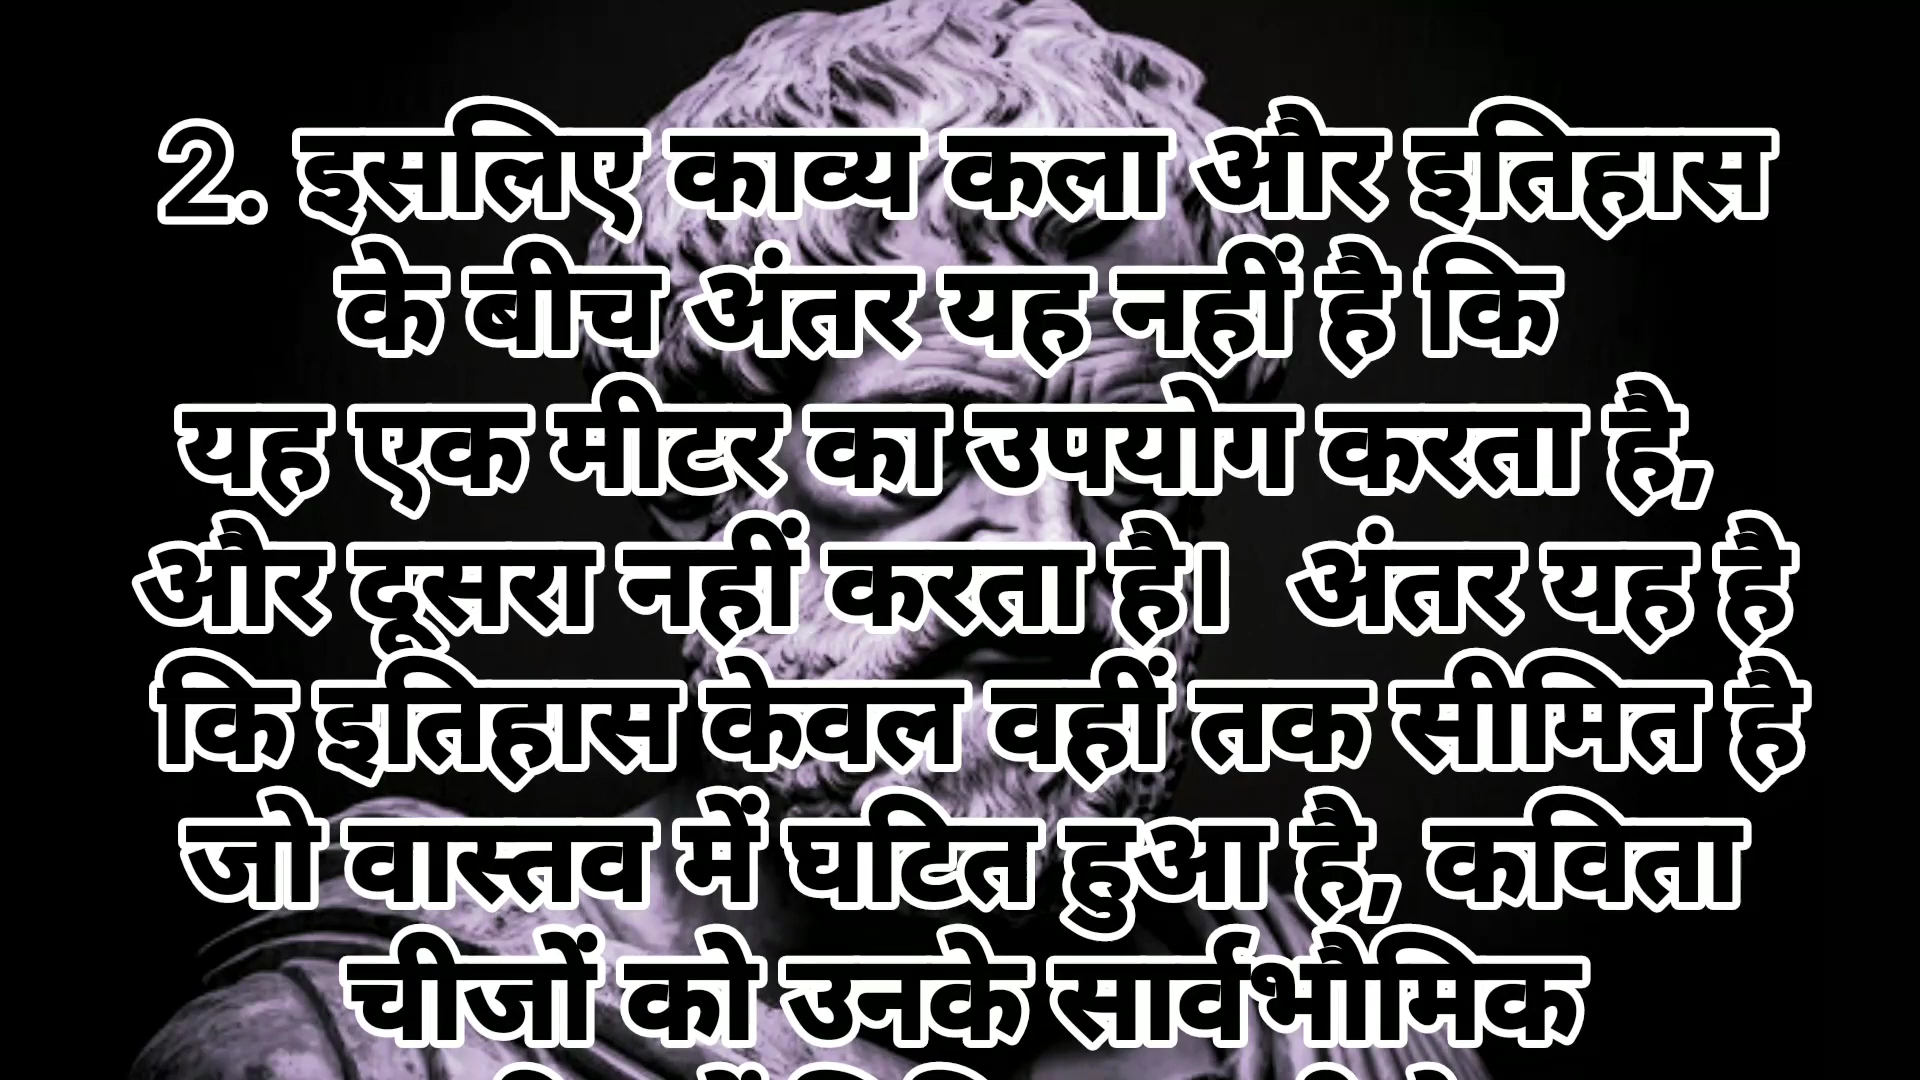 2. इसलिए काव्य कला और इतिहास
के बीच अंतर यह नहीं है कि
यह एक मीटर का उपयोग करता है,
और दूसरा नहीं करता है। अंतर यह है
कि इतिहास केवल वहीं तक सीमित है
जो वास्तव में घटित हुआ है, कविता
चीजों को उनके सार्वभौमिक